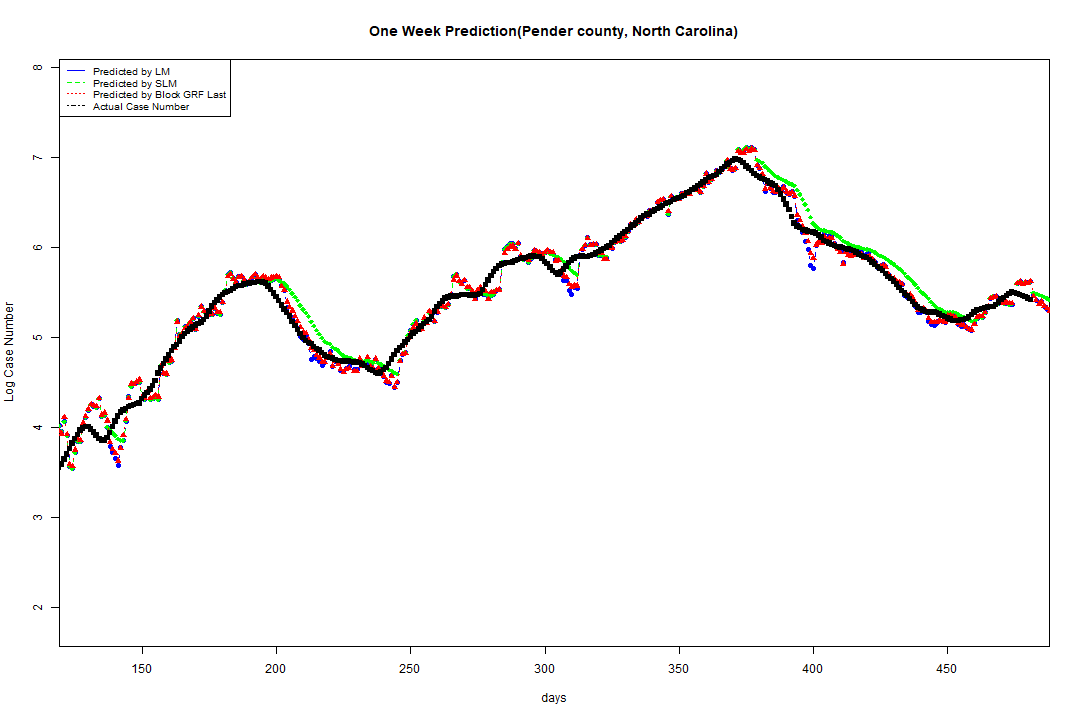 One Week Prediction(Pender county, North Carolina)
Predicted by LM
Predicted by SLM
Predicted by Block GRF Last
Actual Case Number
8
7
6
5
4
3
2
Log Case Number
150 200 250 300 350 400 450
days